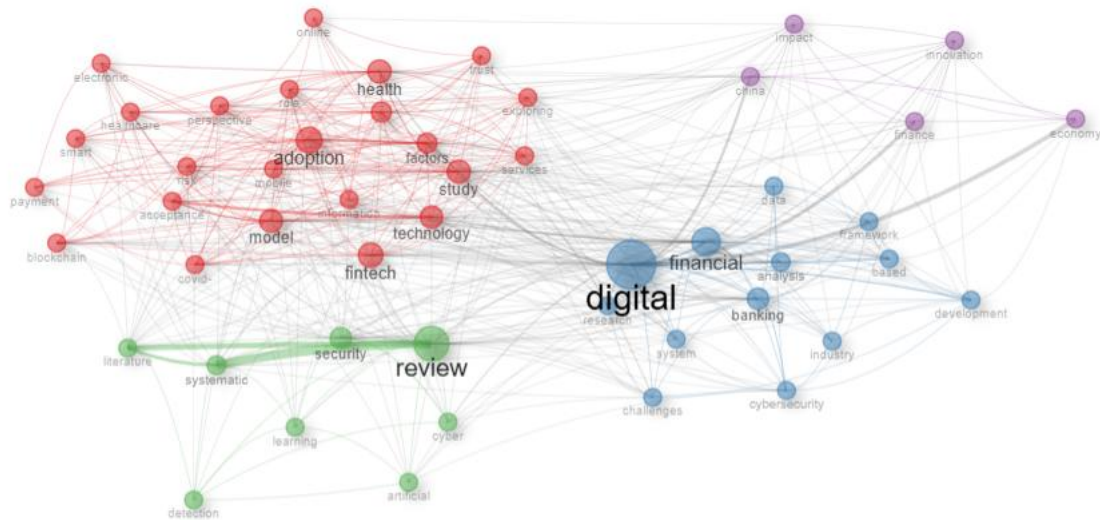 online
impact
innovation
electronic
trust
health
china
role
exploring
healthcare
perspective
finance
economy
smart
adoption
factors
services
risk
mobile
study
data
payment
acceptance
informatics
model
technology
framework
blockchain
covid-
fintech
financial
analysis
based
digital
banking
research
development
literature
systematic
security
review
system
industry
challenges
cybersecurity
learning
cyber
artificial
detection